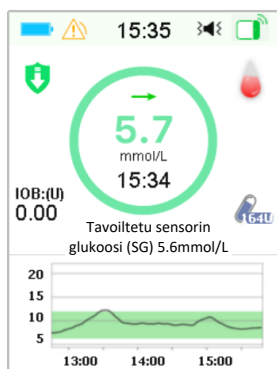 15:35
5.7
mmol/L
15:34
IOB:(U)
0.00
164U
Tavoiltetu sensorin
glukoosi (SG) 5.6mmol/L
20
15
10
5
13:00 14:00 15:00